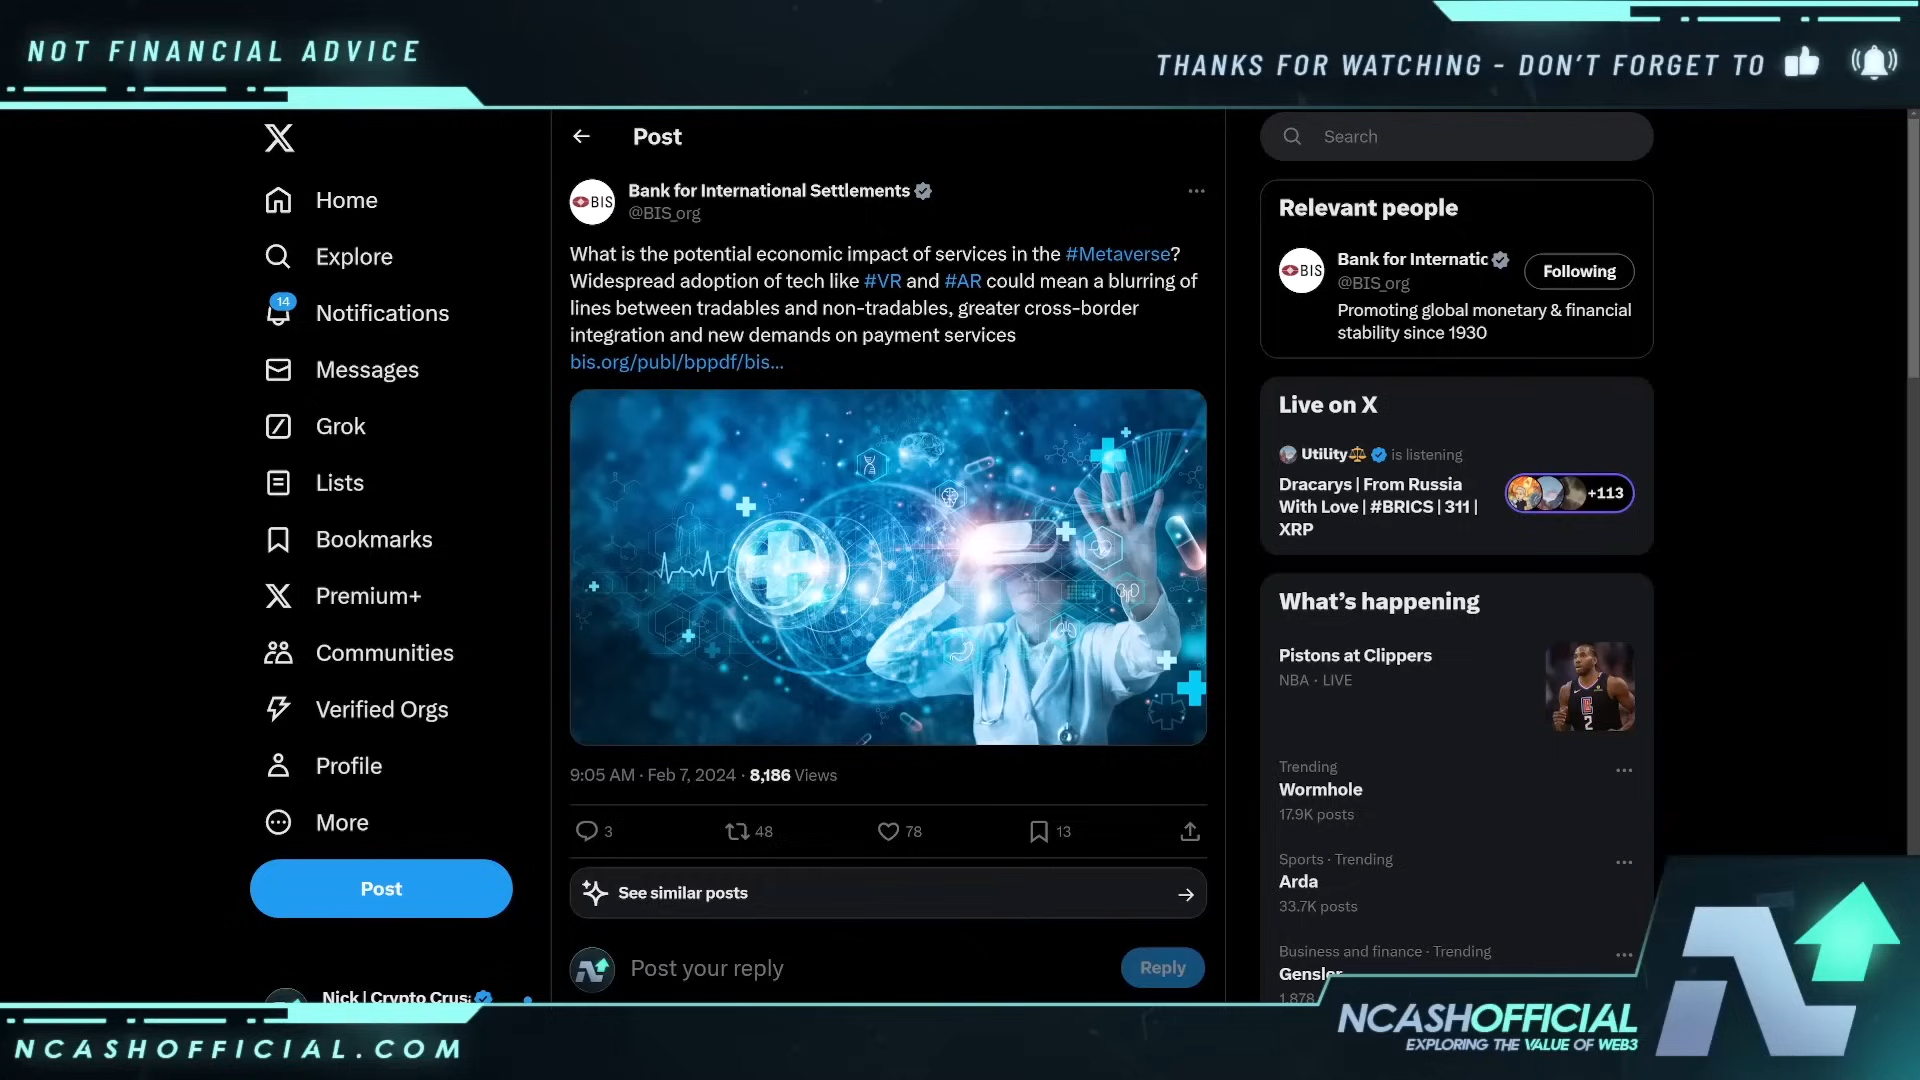 NOT FINANCIAL ADVICE
THANKS FOR WATCHING - DON'T FORGET TO
Home
Explore
14
Notifications
Messages
Grok
Lists
Bookmarks
Premium+
Communities
Verified Orgs
Profile
More
Post
Nick | Crypto Crus
Post
BIS
Bank for International Settlements
@BIS_org
What is the potential economic impact of services in the #Metaverse?
Widespread adoption of tech like #VR and #AR could mean a blurring of
lines between tradables and non-tradables, greater cross-border
integration and new demands on payment services
bis.org/publ/bppdf/bis...
9:05 AM · Feb 7, 2024 · 8,186 Views
3
48
78
13
See similar posts
Post your reply
Reply
Search
Relevant people
BIS
Bank for Internatic
@BIS_org
Following
Promoting global monetary & financial
stability since 1930
Live on X
Utility is listening
Dracarys | From Russia
With Love | #BRICS | 311 |
XRP
+113
What's happening
Pistons at Clippers
NBA · LIVE
2
Trending
Wormhole
17.9K posts
Sports · Trending
Arda
33.7K posts
Business and finance · Trending
Gensler
1,878
NCASHOFFICIAL.COM
NCASHOFFICIAL
EXPLORING THE VALUE OF WEB3